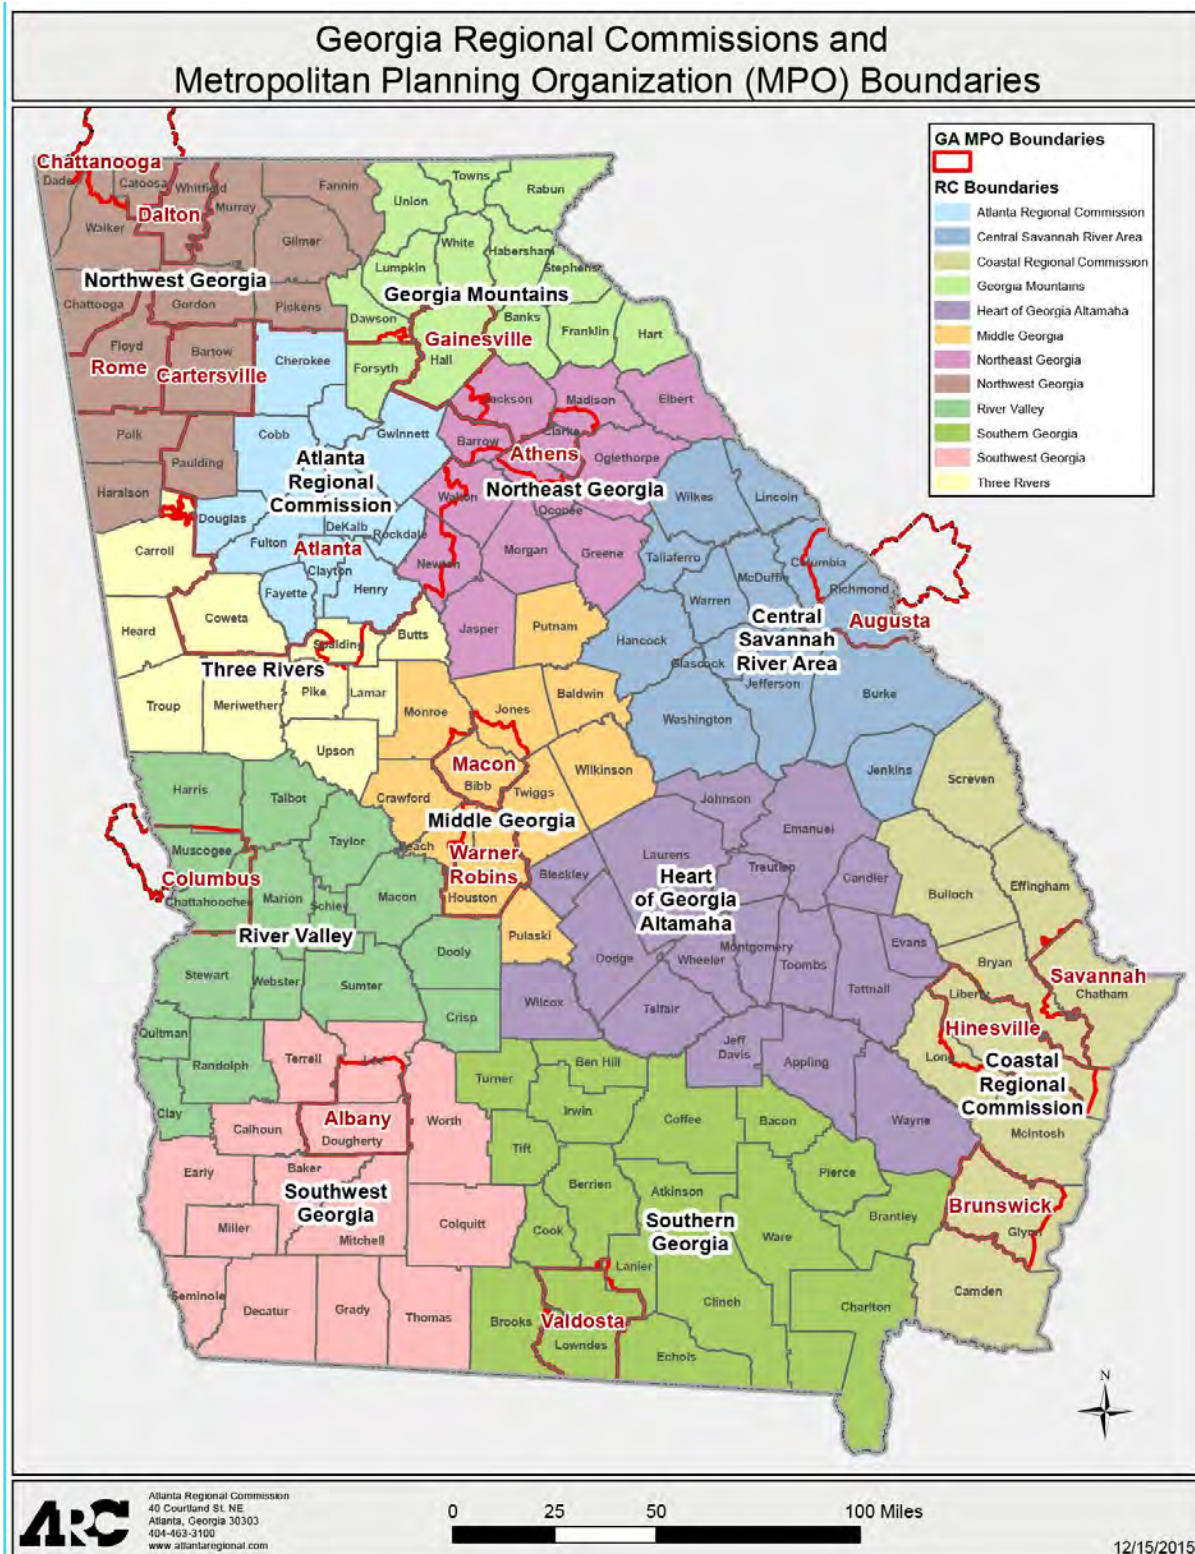 Georgia Regional Commissions and
Metropolitan Planning Organization (MPO) Boundaries
GA MPO Boundaries
RC Boundaries
Atlanta Regional Commission
Central Savannah River Area
Coastal Regional Commission
Georgia Mountains
Heart of Georgia Altamaha
Middle Georgia
Northeast Georgia
Northwest Georgia
River Valley
Southern Georgia
Southwest Georgia
Three Rivers
Chattanooga
Dade
Catoosa
Whitfield
Murray
Fannin
Dalton
Walker
Gilmer
Northwest Georgia
Chattooga
Gordon
Pickens
Floyd
Rome
Bartow
Cartersville
Polk
Paulding
Haralson
Towns
Rabun
Union
White
Habersham
Stephens
Lumpkin
Georgia Mountains
Dawson
Banks
Franklin
Hart
Gainesville
Hall
Forsyth
Cherokee
Cobb
Gwinnett
Atlanta
Regional
Commission
Douglas
DeKalb
Rockdale
Fulton
Atlanta
Clayton
Fayette
Henry
Jackson
Madison
Elbert
Barrow
Clarke
Athens
Oglethorpe
Northeast Georgia
Walton
Oconee
Morgan
Greene
Newton
Jasper
Wilkes
Lincoln
Taliaferro
McDuffie
Columbia
Richmond
Warren
Augusta
Central
Savannah
River Area
Hancock
Glascock
Jefferson
Burke
Washington
Jenkins
Carroll
Coweta
Heard
Spalding
Butts
Three Rivers
Pike
Lamar
Troup
Meriwether
Upson
Putnam
Baldwin
Jones
Monroe
Macon
Bibb
Wilkinson
Twiggs
Crawford
Middle Georgia
Peach
Warner
Robins
Houston
Pulaski
Harris
Talbot
Taylor
Muscogee
Columbus
Chattahoochee
Marion
Schley
Macon
River Valley
Dooly
Stewart
Webster
Sumter
Crisp
Quitman
Randolph
Clay
Johnson
Emanuel
Laurens
Treutlen
Candler
Bleckley
Heart
of Georgia
Altamaha
Evans
Dodge
Wheeler
Montgomery
Toombs
Tattnall
Wilcox
Telfair
Jeff
Davis
Appling
Wayne
Screven
Bulloch
Effingham
Bryan
Savannah
Chatham
Liberty
Hinesville
Long
Coastal
Regional
Commission
McIntosh
Brunswick
Glynn
Camden
Terrell
Lee
Albany
Calhoun
Dougherty
Worth
Early
Baker
Southwest
Georgia
Miller
Mitchell
Colquitt
Seminole
Decatur
Grady
Thomas
Turner
Ben Hill
Irwin
Coffee
Bacon
Tift
Pierce
Berrien
Atkinson
Brantley
Cook
Southern
Georgia
Ware
Lanier
Clinch
Charlton
Brooks
Valdosta
Lowndes
Echols
N
ARC
Atlanta Regional Commission
40 Courtland St. NE
Atlanta, Georgia 30303
404-463-3100
www.atlantaregional.com
0 25 50 100 Miles
12/15/2015